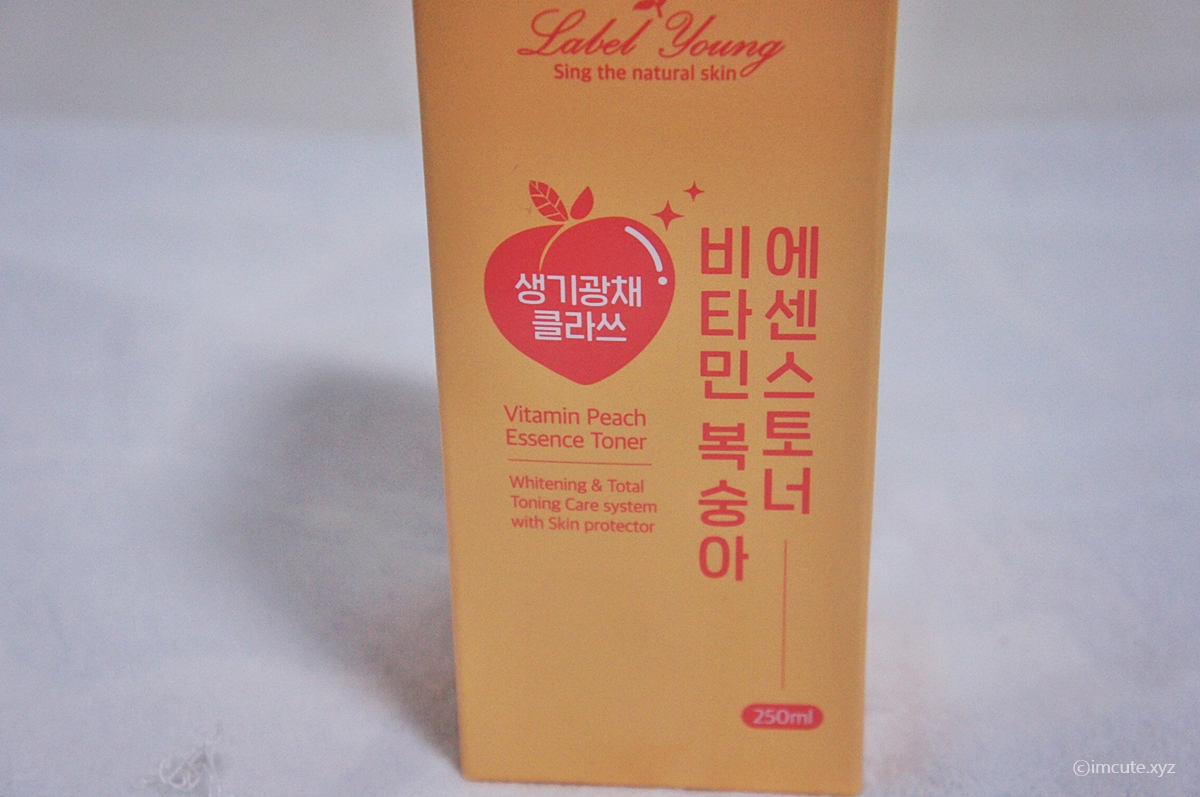 Label Young
Sing the natural skin
생기광채
클라쓰
비타민 복숭아
에센스토너
Vitamin Peach
Essence Toner
Whitening & Total
Toning Care system
with Skin protector
250ml
©imcute.xyz